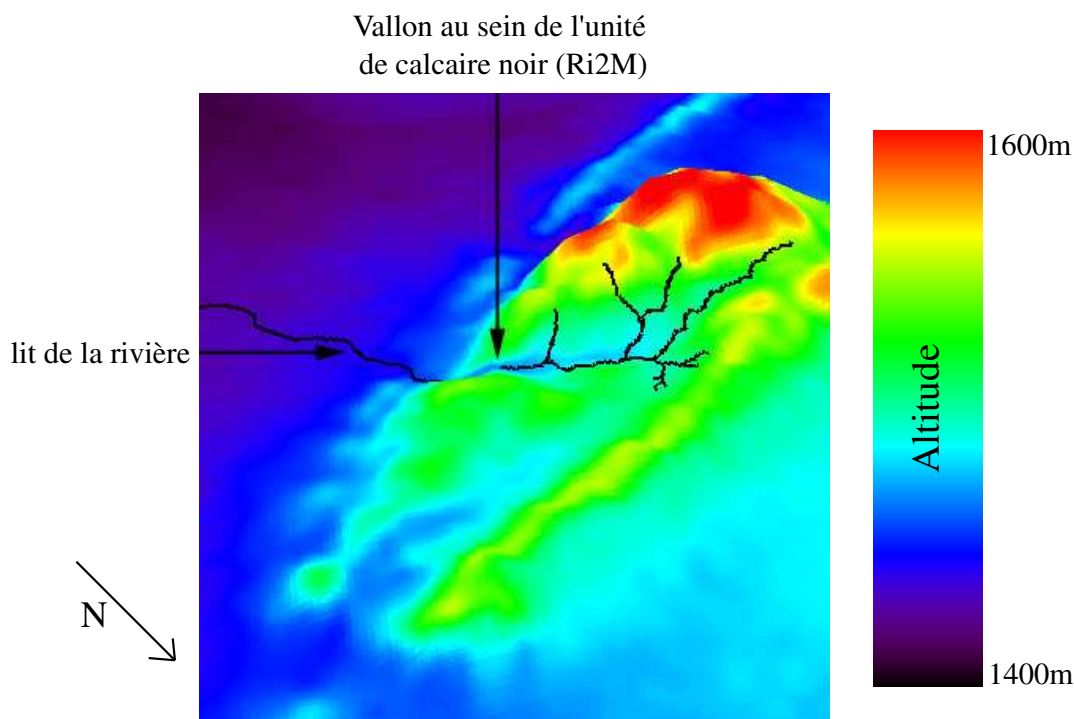 Vallon au sein de l'unité
de calcaire noir (Ri2M)
1600m
lit de la rivière
Altitude
N
1400m